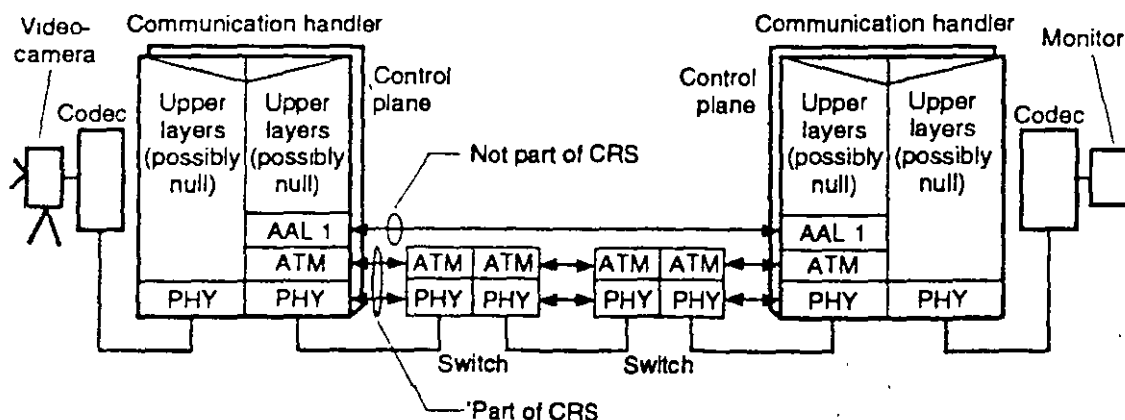 Video-
camera
Communication handler
Communication handler
Monitor
Codec
Upper
layers
(possibly
null)
Upper
layers
(possibly
null)
Control
plane
Control
plane
Upper
layers
(possibly
null)
Upper
layers
(possibly
null)
Codec
Not part of CRS
AAL 1
AAL 1
ATM
ATM
ATM
ATM
ATM
ATM
PHY
PHY
PHY
PHY
PHY
PHY
PHY
PHY
Switch
Switch
'Part of CRS